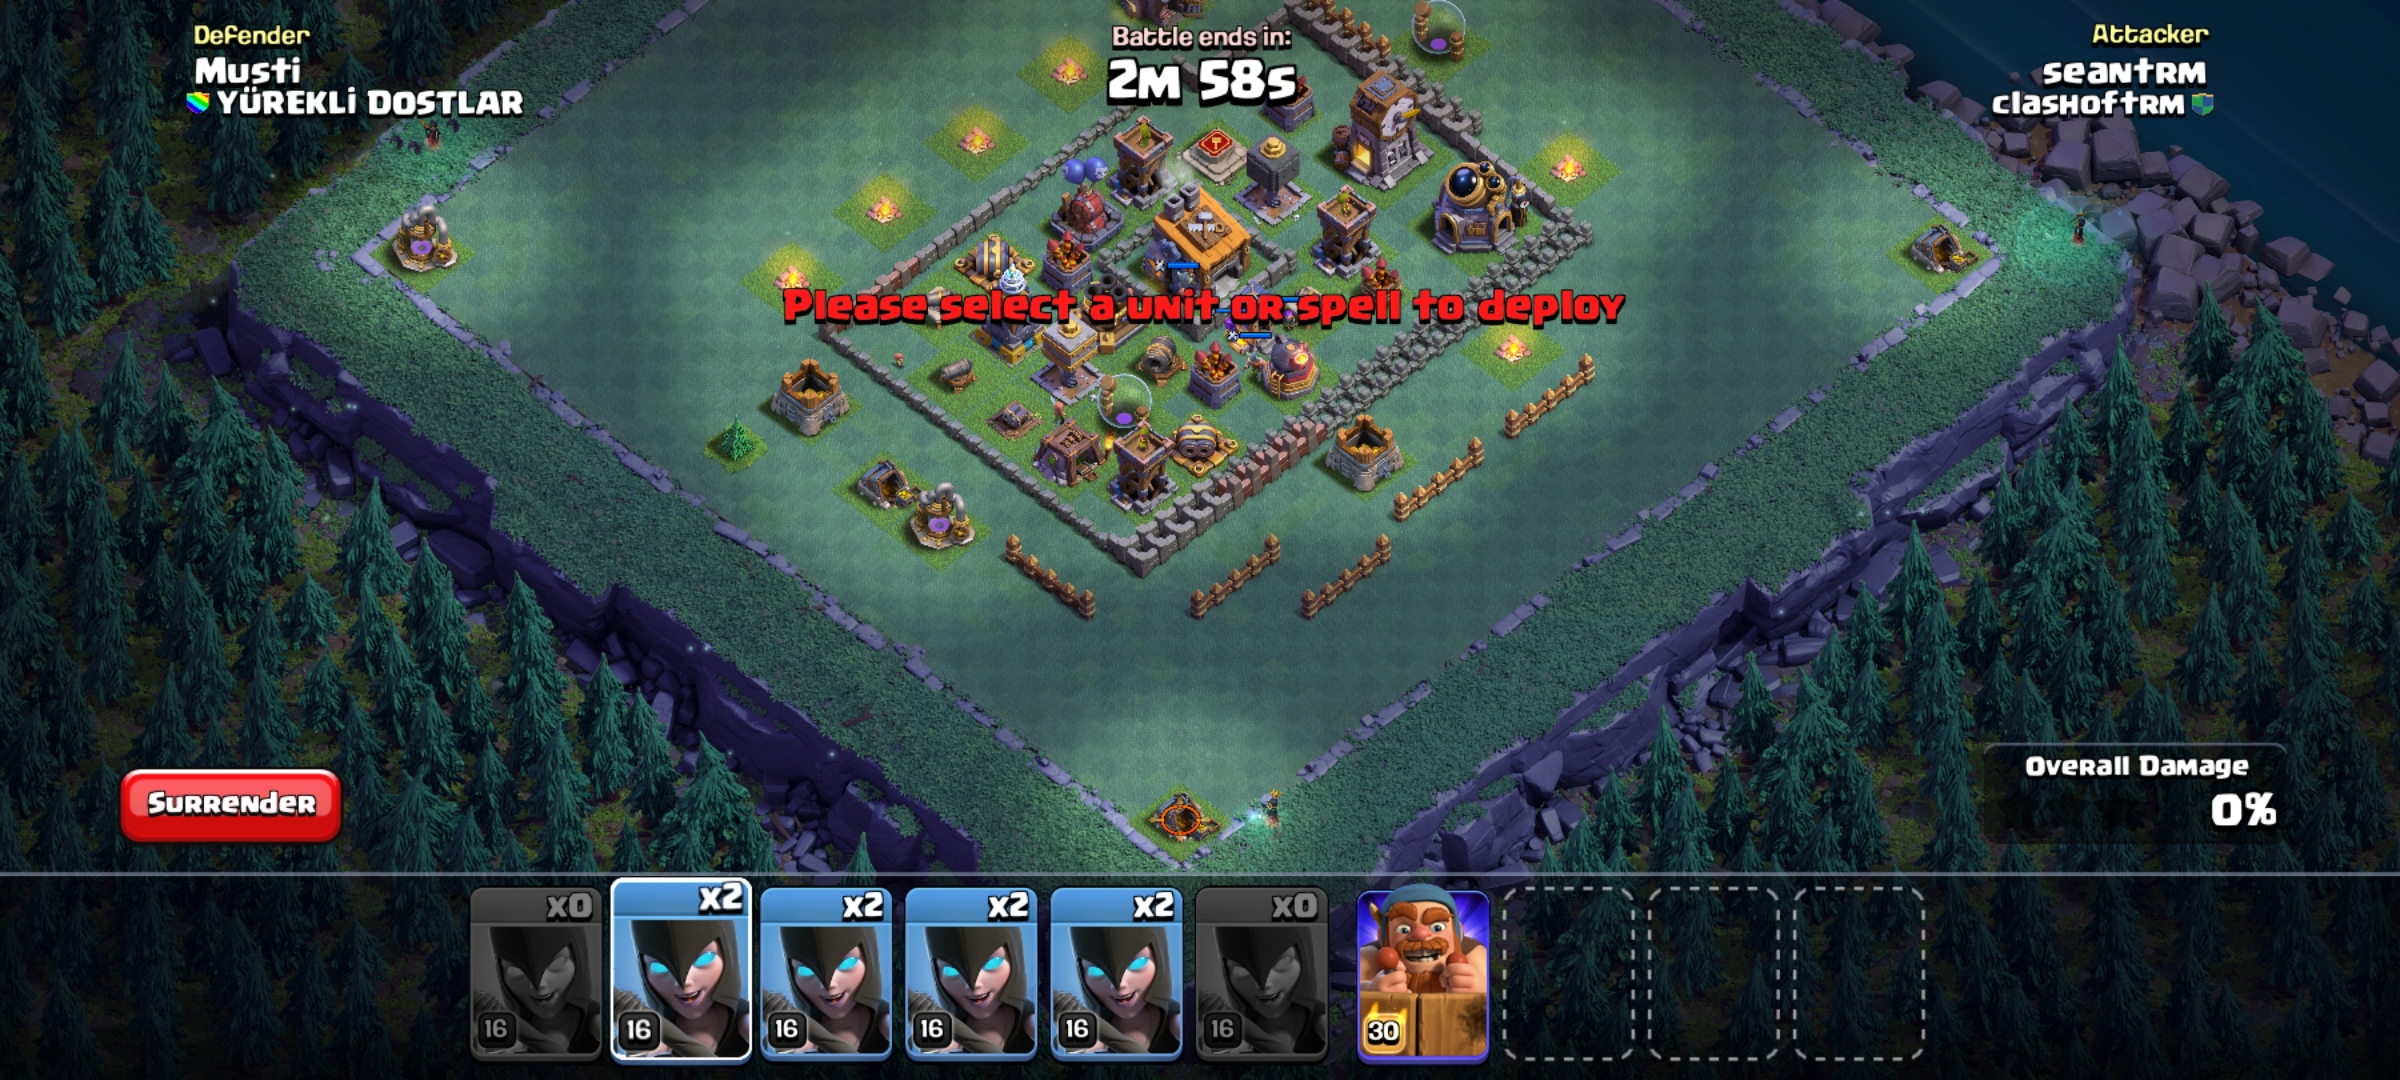 Defender
Musti
YÜREKLİ DOSTLAR
Battle ends in:
2M 58s
Attacker
seantRM
clashoftRM
Please select a unit or spell to deploy
Surrender
Overall Damage
0%
x0
x2
x2
x2
x2
x0
16
16
16
16
16
16
30